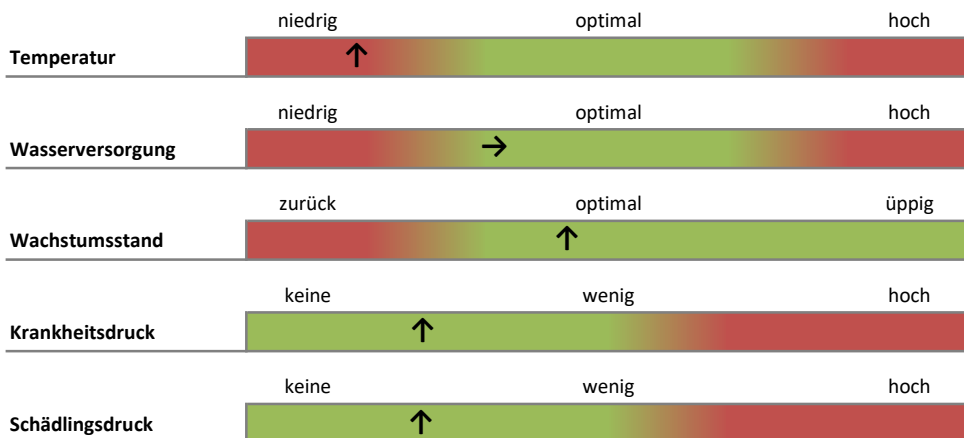 niedrig optimal hoch
Temperatur
niedrig optimal hoch
Wasserversorgung
zurück optimal üppig
Wachstumsstand
keine wenig hoch
Krankheitsdruck
keine wenig hoch
Schädlingsdruck